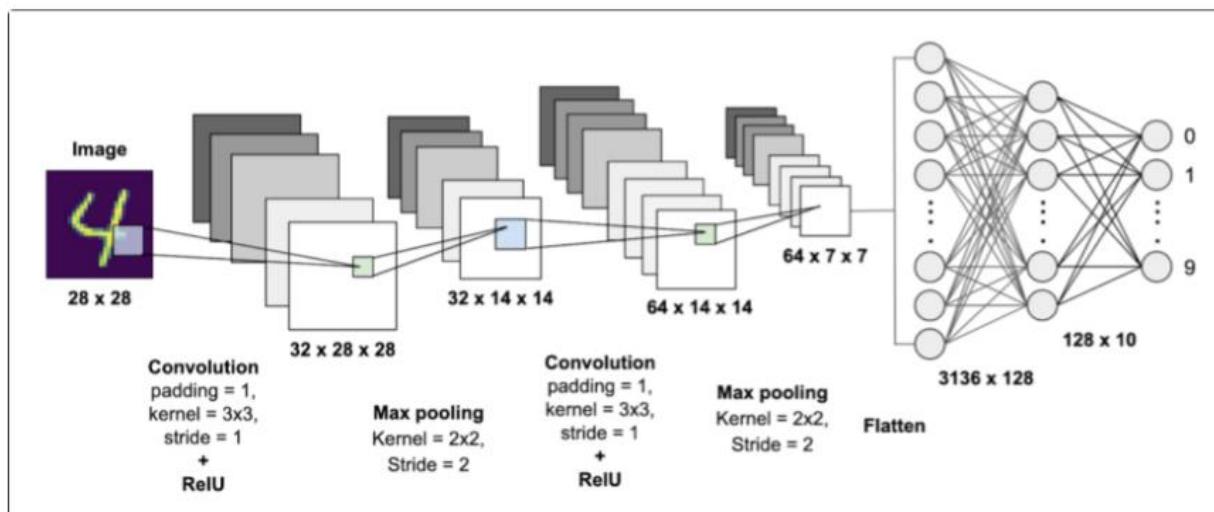 Image
28 x 28
32 x 28 x 28
Convolution
padding = 1,
kernel = 3x3,
stride = 1
+
RelU
32 x 14 x 14
Max pooling
Kernel = 2x2,
Stride = 2
64 x 14 x 14
Convolution
padding = 1,
kernel = 3x3,
stride = 1
+
RelU
64 x 7 x 7
Max pooling
Kernel = 2x2,
Stride = 2
Flatten
3136 x 128
128 x 10
0
1
9